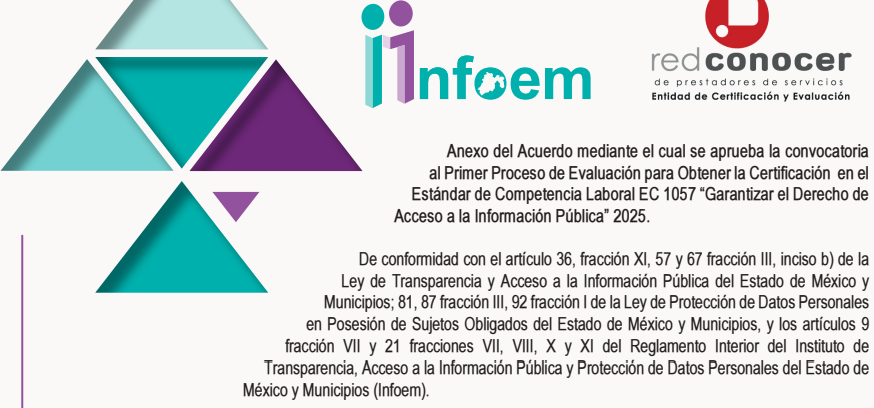 infoem
red conocer
de prestadores de servicios
Entidad de Certificación y Evaluación
Anexo del Acuerdo mediante el cual se aprueba la convocatoria
al Primer Proceso de Evaluación para Obtener la Certificación en el
Estándar de Competencia Laboral EC 1057 “Garantizar el Derecho de
Acceso a la Información Pública” 2025.
De conformidad con el artículo 36, fracción XI, 57 y 67 fracción III, inciso b) de la
Ley de Transparencia y Acceso a la Información Pública del Estado de México y
Municipios; 81, 87 fracción III, 92 fracción I de la Ley de Protección de Datos Personales
en Posesión de Sujetos Obligados del Estado de México y Municipios, y los artículos 9
fracción VII y 21 fracciones VII, VIII, X y XI del Reglamento Interior del Instituto de
Transparencia, Acceso a la Información Pública y Protección de Datos Personales del Estado de
México y Municipios (Infoem).